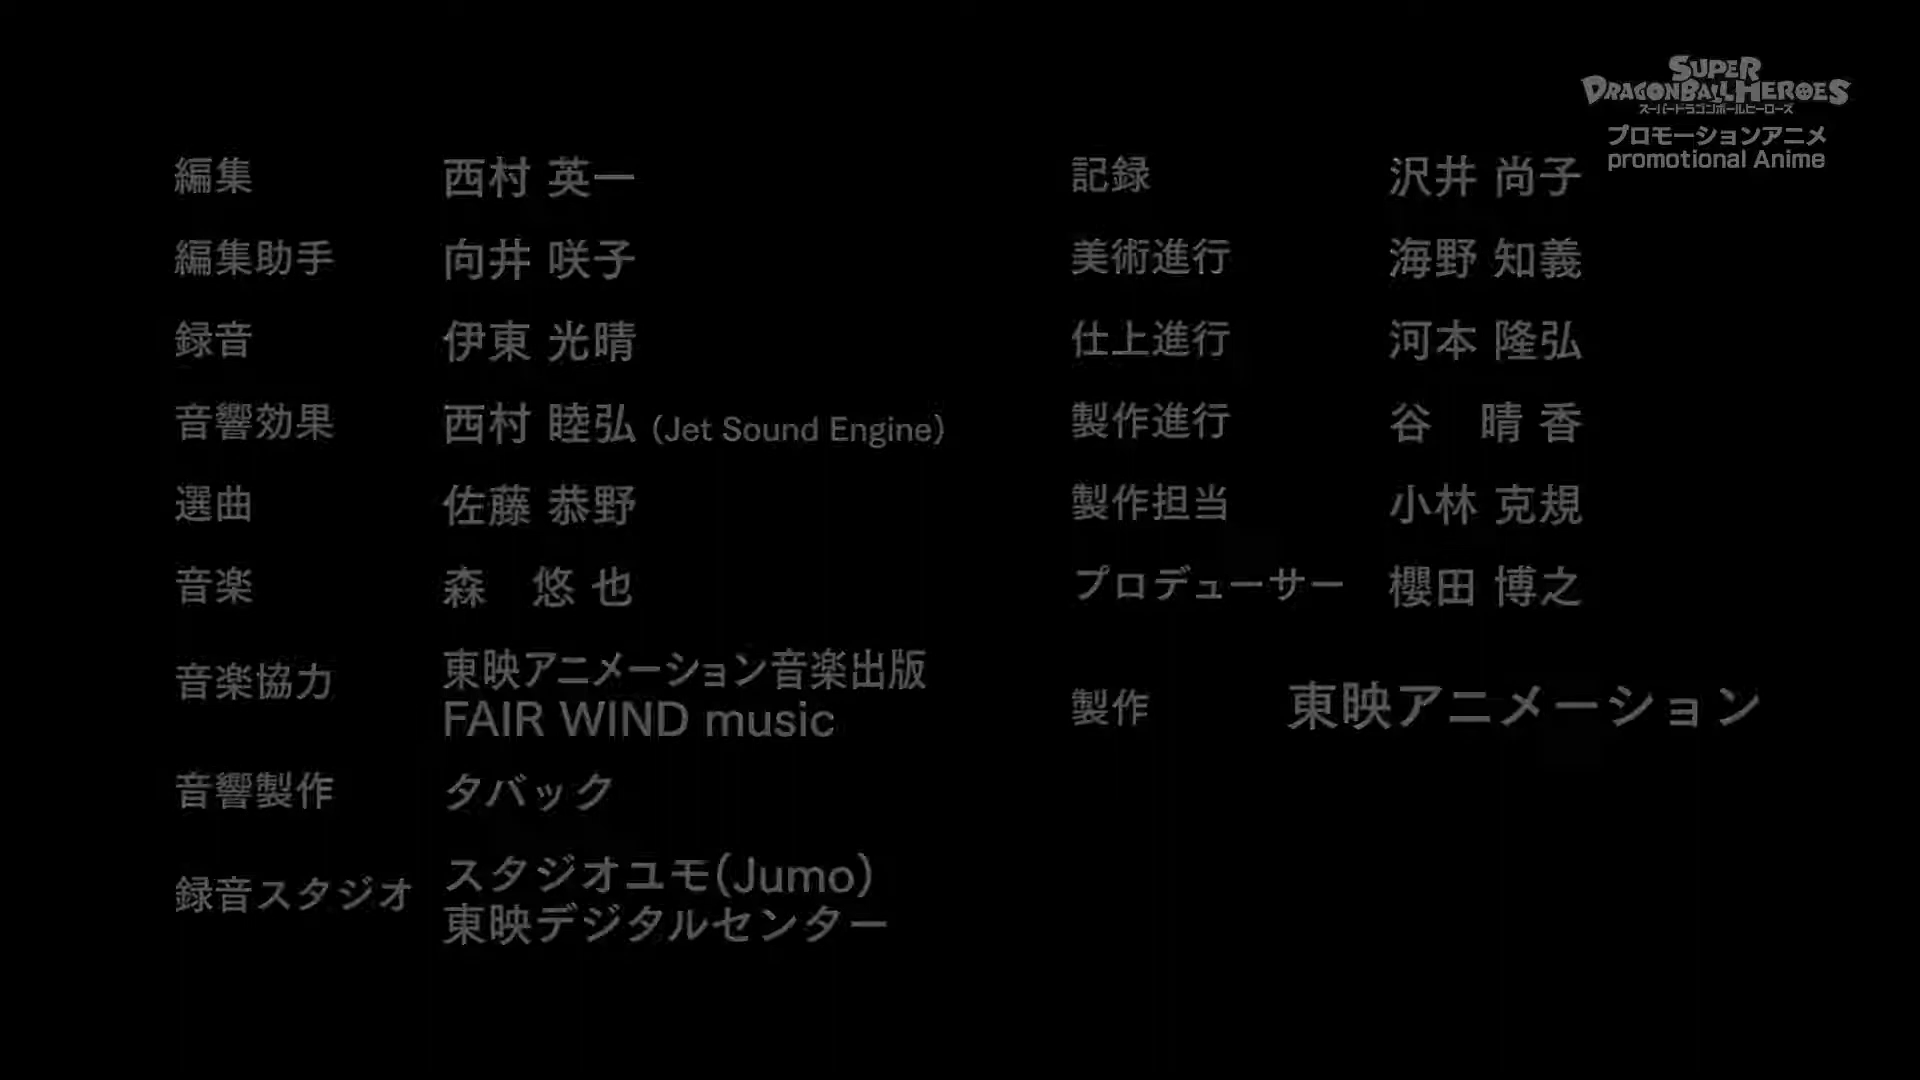 SUPER
DRAGONBALL HEROES
スーパードラゴンボールヒーローズ
プロモーションアニメ
promotional Anime
編集 西村 英一
編集助手 向井 咲子
録音 伊東 光晴
音響効果 西村 睦弘 (Jet Sound Engine)
選曲 佐藤 恭野
音楽 森 悠也
音楽協力 東映アニメーション音楽出版
FAIR WIND music
音響製作 タバック
録音スタジオ スタジオユモ(Jumo)
東映デジタルセンター
記録 沢井 尚子
美術進行 海野 知義
仕上進行 河本 隆弘
製作進行 谷 晴香
製作担当 小林 克規
プロデューサー 櫻田 博之
製作 東映アニメーション